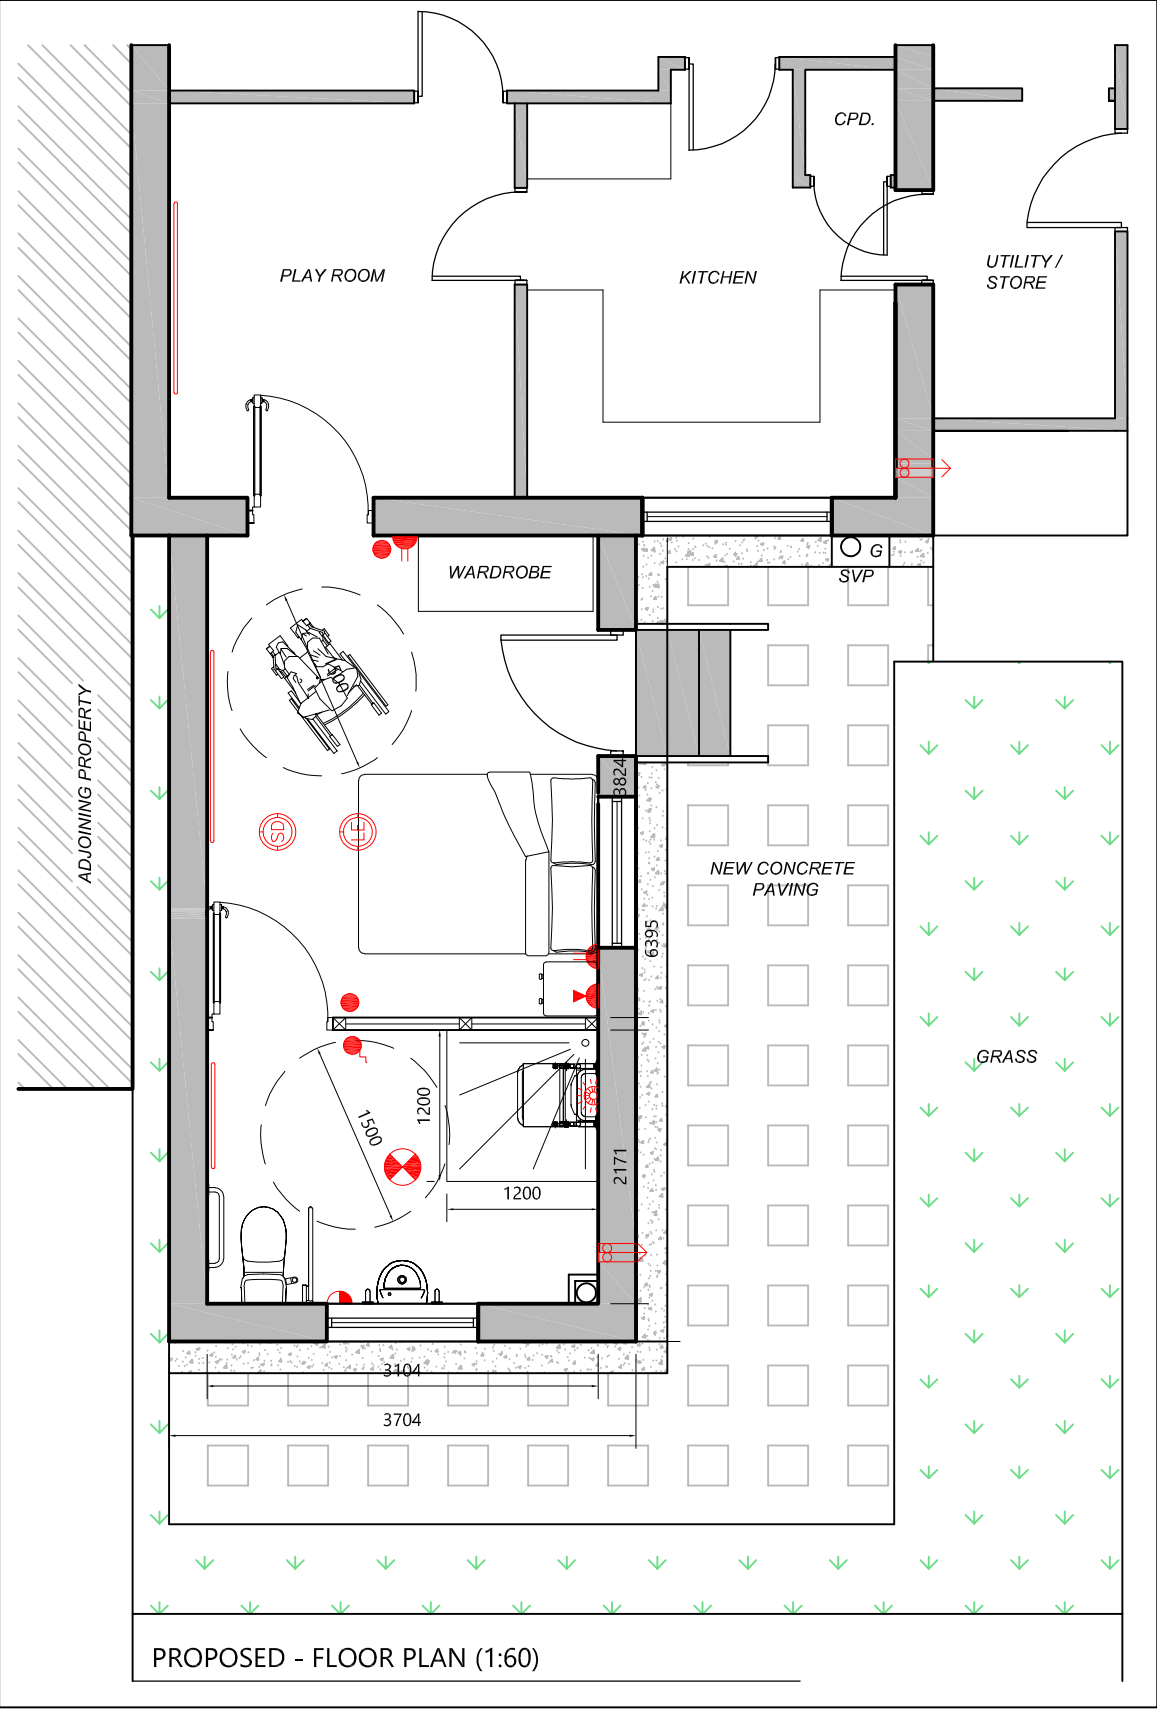 CPD.
PLAY ROOM
KITCHEN
UTILITY /
STORE
G
SVP
WARDROBE
ADJOINING PROPERTY
3824
SD
LE
NEW CONCRETE
PAVING
6395
GRASS
1200
1500
2171
1200
3104
3704
PROPOSED - FLOOR PLAN (1:60)